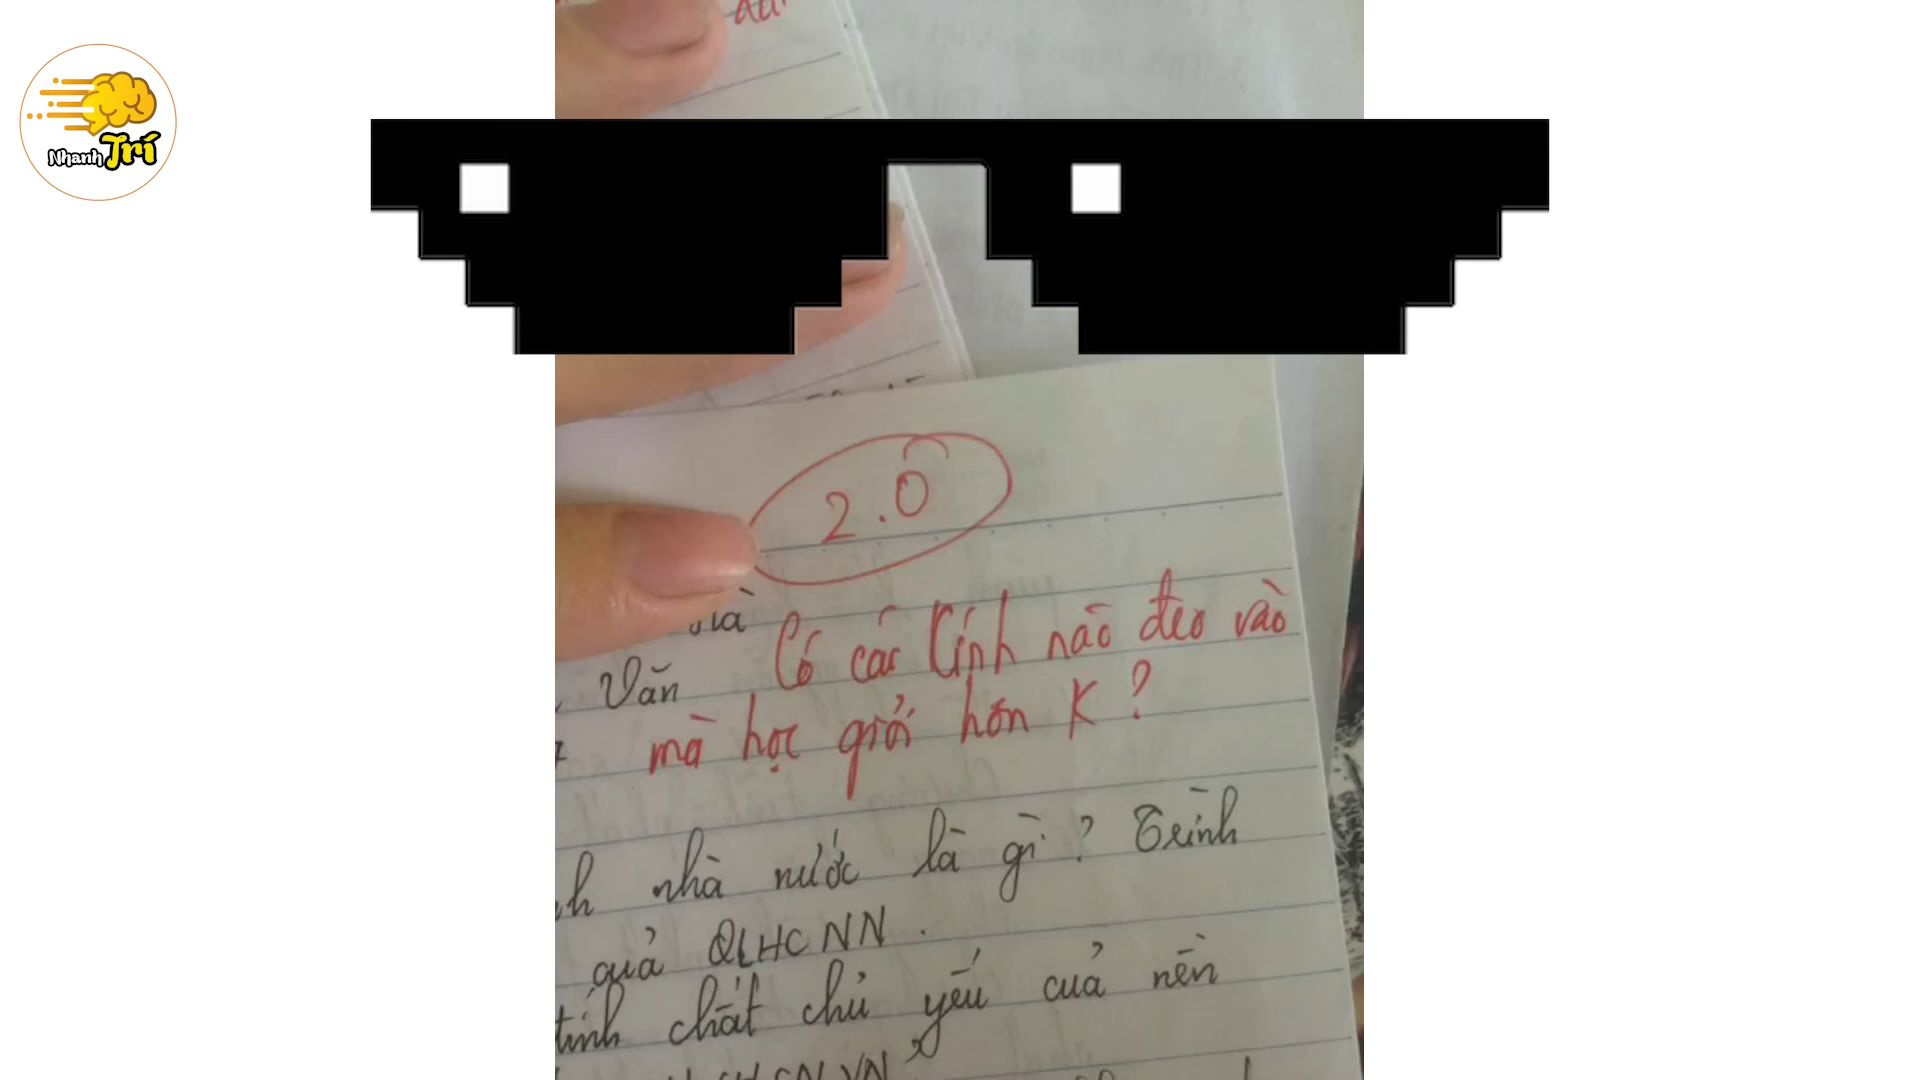 Nhanh Trí
2.0
là
Có cái kính nào đeo vào
Văn
mà học giỏi hơn K?
nhà nước là gì? Trình
quả QLHCNN.
tính chất chủ yếu của nền